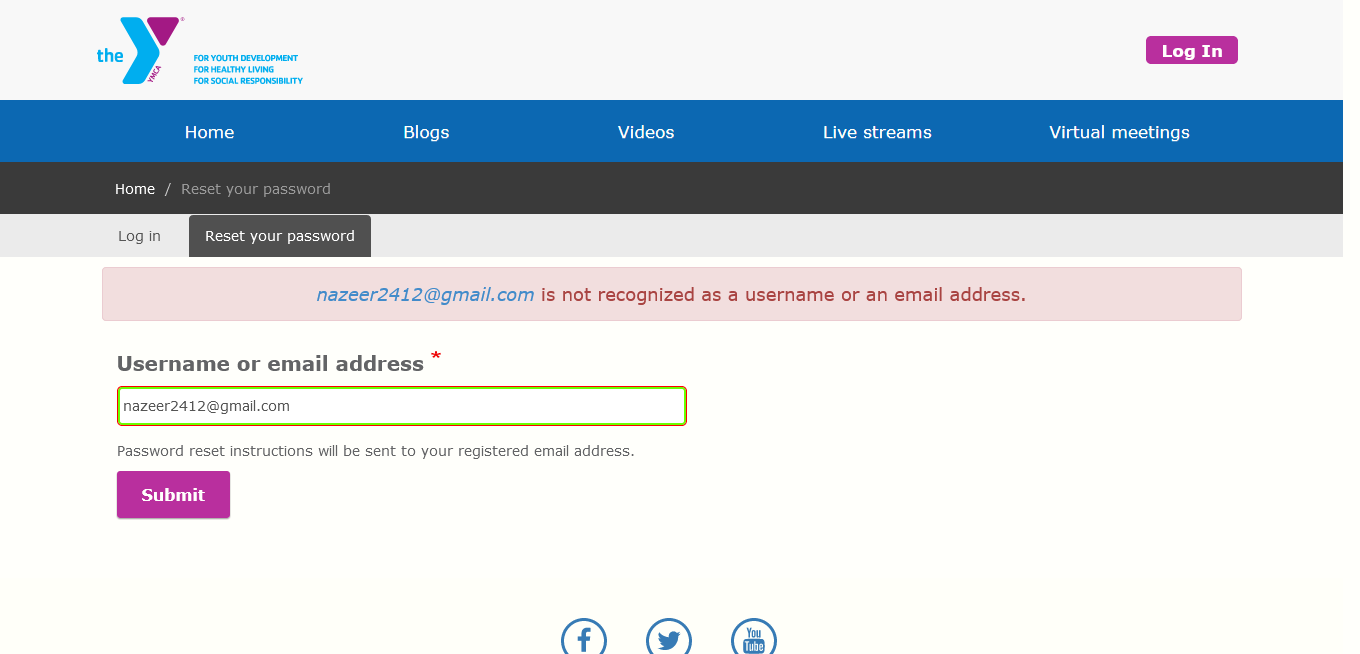 the
YMCA
®
FOR YOUTH DEVELOPMENT
FOR HEALTHY LIVING
FOR SOCIAL RESPONSIBILITY
Log In
Home Blogs Videos Live streams Virtual meetings
Home / Reset your password
Log in Reset your password
nazeer2412@gmail.com is not recognized as a username or an email address.
Username or email address *
nazeer2412@gmail.com
Password reset instructions will be sent to your registered email address.
Submit
You
Tube